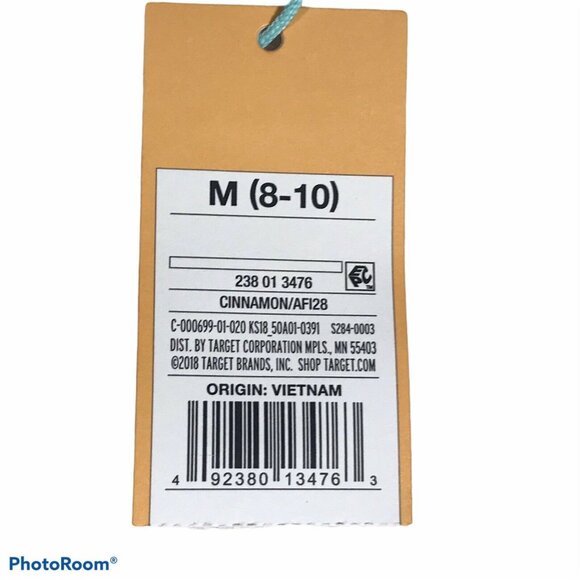 M (8-10)
238 01 3476
EPC™
CINNAMON/AFI28
C-000699-01-020 KS18_50A01-0391 S284-0003
DIST. BY TARGET CORPORATION MPLS., MN 55403
©2018 TARGET BRANDS, INC. SHOP TARGET.COM
ORIGIN: VIETNAM
4 92380 13476 3
PhotoRoom®